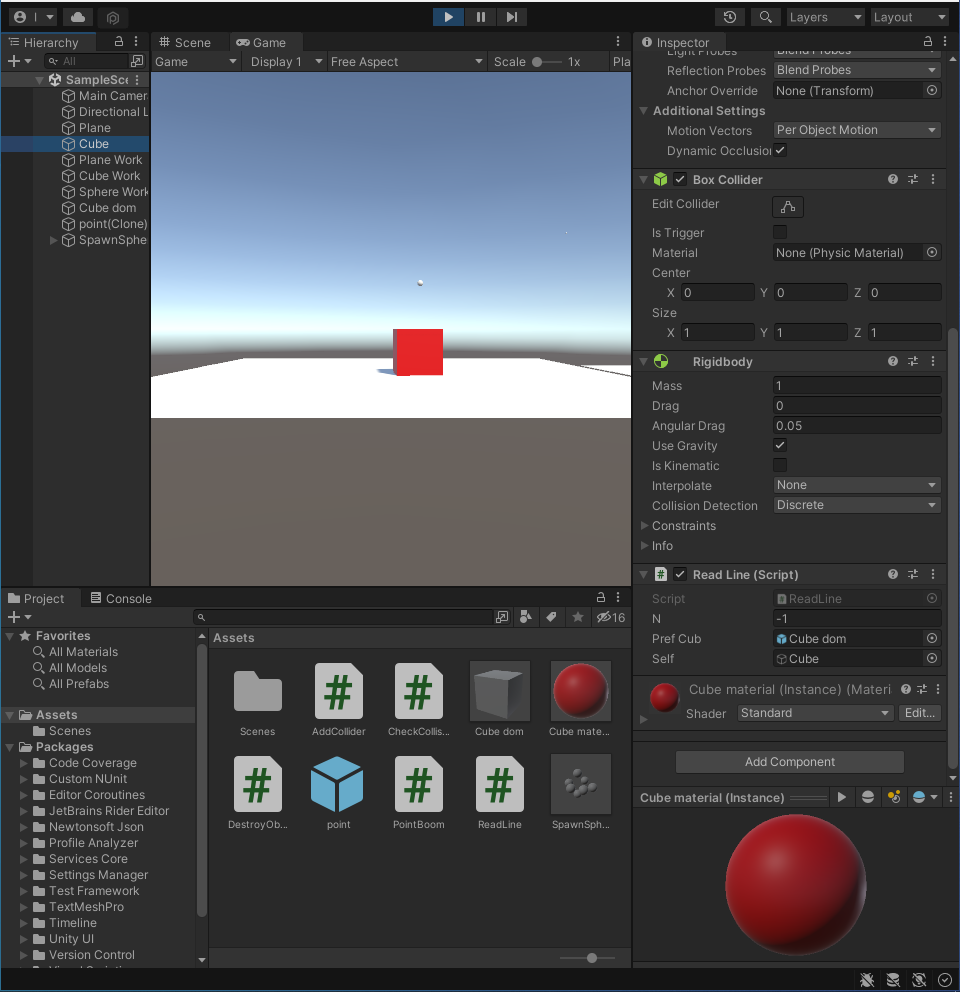 I
Layers
Layout
Hierarchy
Scene
Game
Inspector
All
Game
Display 1
Free Aspect
Scale
1x
Pla
SampleSce
Main Camer
Directional L
Plane
Cube
Plane Work
Cube Work
Sphere Work
Cube dom
point(Clone)
SpawnSphe
Light Probes
Blend Probes
Reflection Probes
Blend Probes
Anchor Override
None (Transform)
Additional Settings
Motion Vectors
Per Object Motion
Dynamic Occlusion
Box Collider
Edit Collider
Is Trigger
Material
None (Physic Material)
Center
X 0 Y 0 Z 0
Size
X 1 Y 1 Z 1
Rigidbody
Mass
1
Drag
0
Angular Drag
0.05
Use Gravity
Is Kinematic
Interpolate
None
Collision Detection
Discrete
Constraints
Info
Read Line (Script)
Script
ReadLine
N
-1
Pref Cub
Cube dom
Self
Cube
Cube material (Instance) (Materi
Shader
Standard
Edit...
Add Component
Cube material (Instance)
Project
Console
16
Favorites
All Materials
All Models
All Prefabs
Assets
Scenes
Packages
Code Coverage
Custom NUnit
Editor Coroutines
JetBrains Rider Editor
Newtonsoft Json
Profile Analyzer
Services Core
Settings Manager
Test Framework
TextMeshPro
Timeline
Unity UI
Version Control
Assets
Scenes
AddCollider
CheckCollis...
Cube dom
Cube mate...
DestroyOb...
point
PointBoom
ReadLine
SpawnSph...